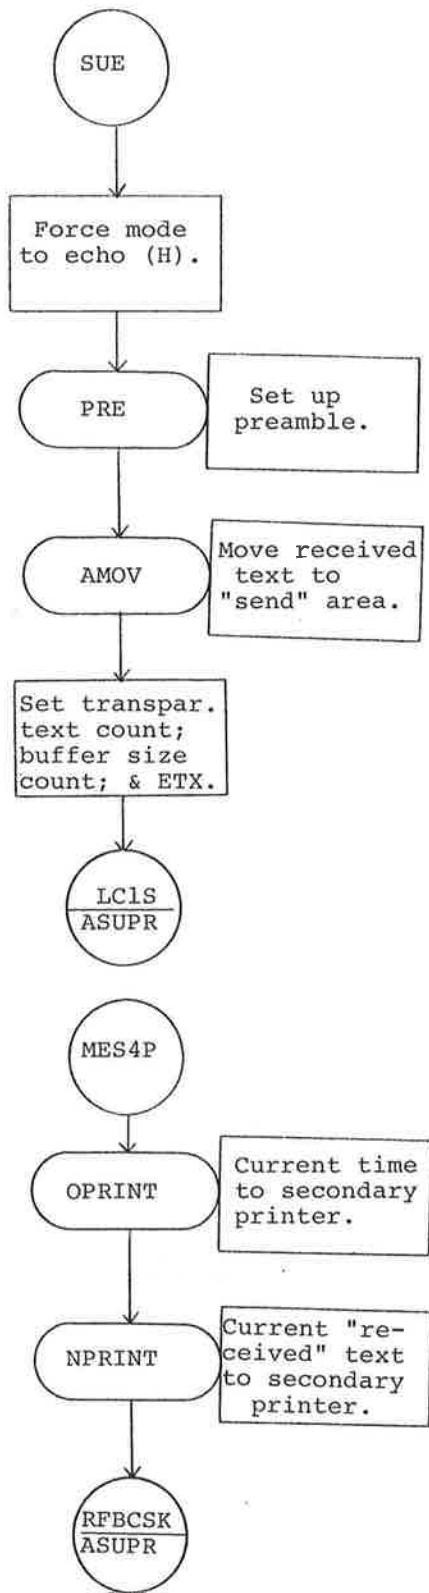 SUE
Force mode
to echo (H).
PRE
Set up
preamble.
AMOV
Move received
text to
"send" area.
Set transpar.
text count;
buffer size
count; & ETX.
LC1S
ASUPR
MES4P
OPRINT
Current time
to secondary
printer.
NPRINT
Current "re-
ceived" text
to secondary
printer.
RFBCSK
ASUPR